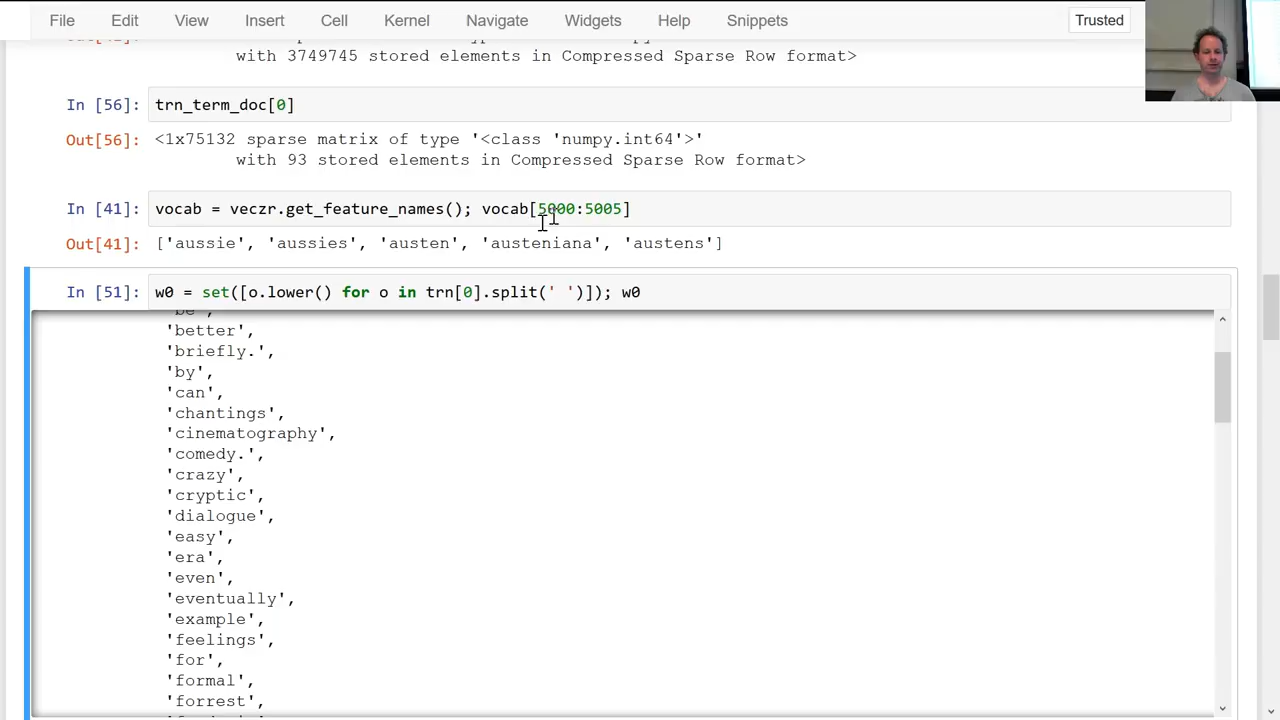 File Edit View Insert Cell Kernel Navigate Widgets Help Snippets Trusted
with 3749745 stored elements in Compressed Sparse Row format>
In [56]: trn_term_doc[0]
Out[56]: <1x75132 sparse matrix of type '<class 'numpy.int64'>'
with 93 stored elements in Compressed Sparse Row format>
In [41]: vocab = veczr.get_feature_names(); vocab[5000:5005]
Out[41]: ['aussie', 'aussies', 'austen', 'austeniana', 'austens']
In [51]: w0 = set([o.lower() for o in trn[0].split(' ')]); w0
'be',
'better',
'briefly.',
'by',
'can',
'chantings',
'cinematography',
'comedy.',
'crazy',
'cryptic',
'dialogue',
'easy',
'era',
'even',
'eventually',
'example',
'feelings',
'for',
'formal',
'forrest',